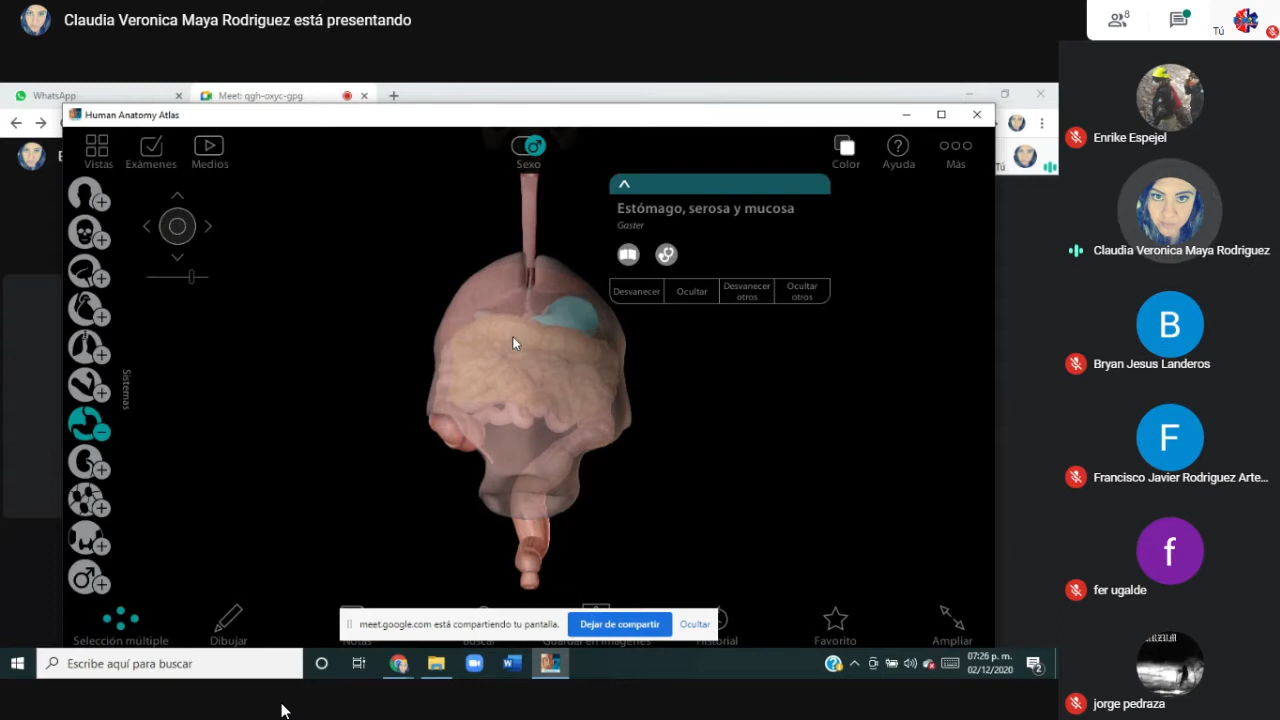 Claudia Veronica Maya Rodriguez está presentando
8
Tú
WhatsApp
Meet: qgh-oxyc-gpg
Human Anatomy Atlas
Vistas
Exámenes
Medios
Sexo
Color
Ayuda
Más
Tú
Estómago, serosa y mucosa
Gaster
Desvanecer
Ocultar
Desvanecer otros
Ocultar otros
Sistemas
Selección múltiple
Dibujar
Favorito
Ampliar
meet.google.com está compartiendo tu pantalla.
Dejar de compartir
Ocultar
Escribe aquí para buscar
07:26 p. m.
02/12/2020
2
Enrike Espejel
Claudia Veronica Maya Rodriguez
B
Bryan Jesus Landeros
F
Francisco Javier Rodriguez Arte...
f
fer ugalde
jorge pedraza